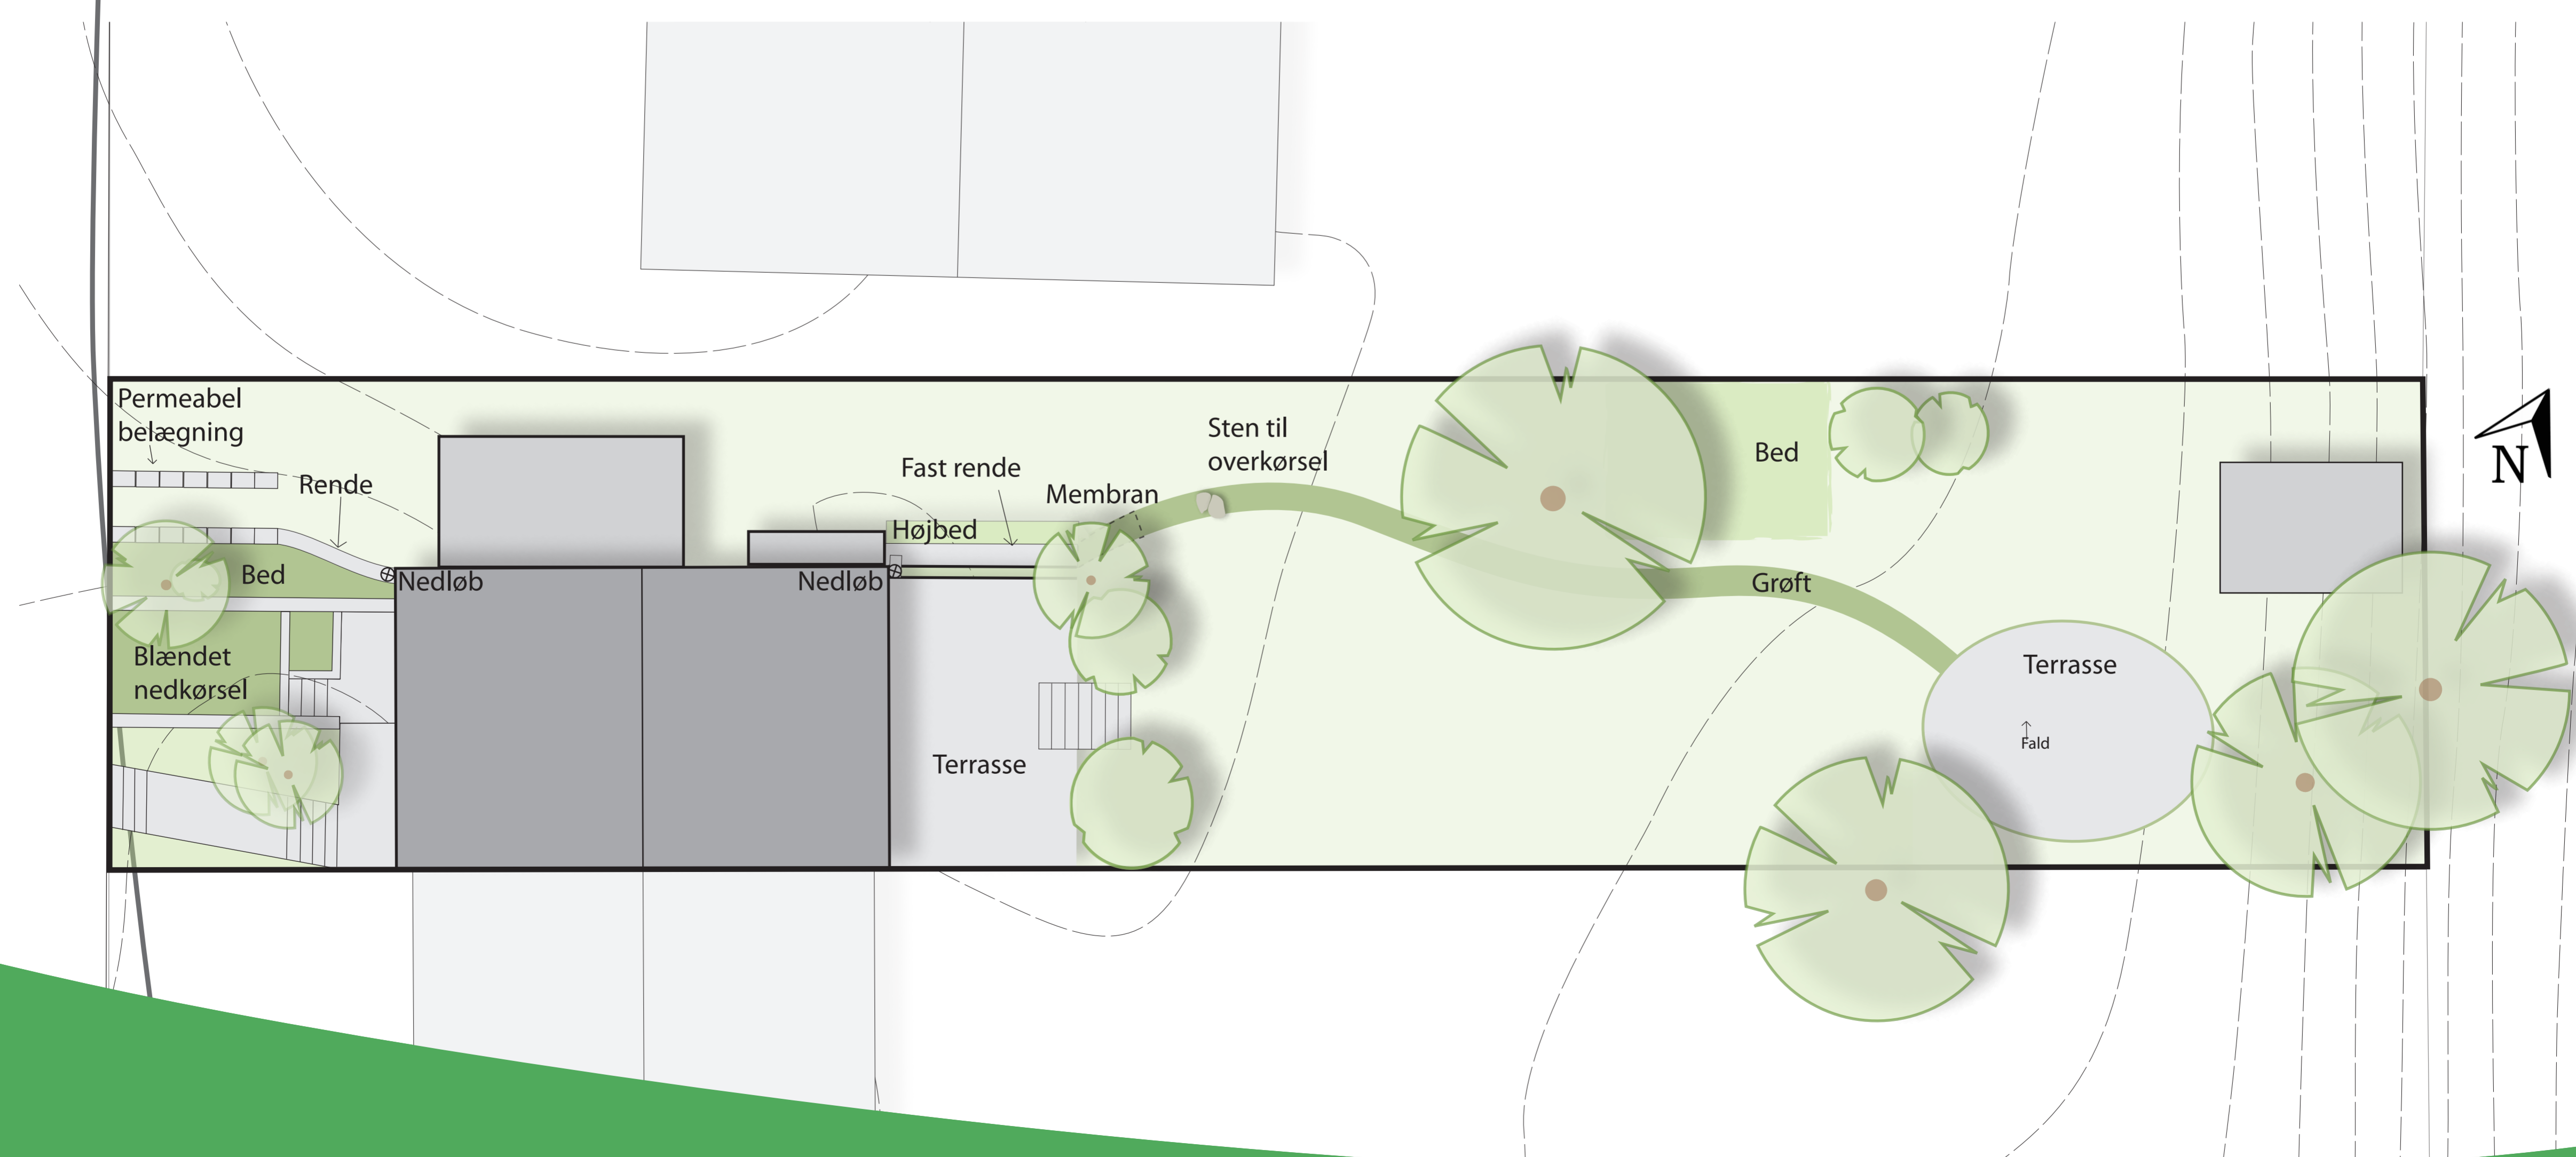 Permeabel
belægning
Rende
Bed
Nedløb
Blændet
nedkørsel
Nedløb
Højbed
Fast rende
Membran
Sten til
overkørsel
Terrasse
Bed
Grøft
Terrasse
Fald
N